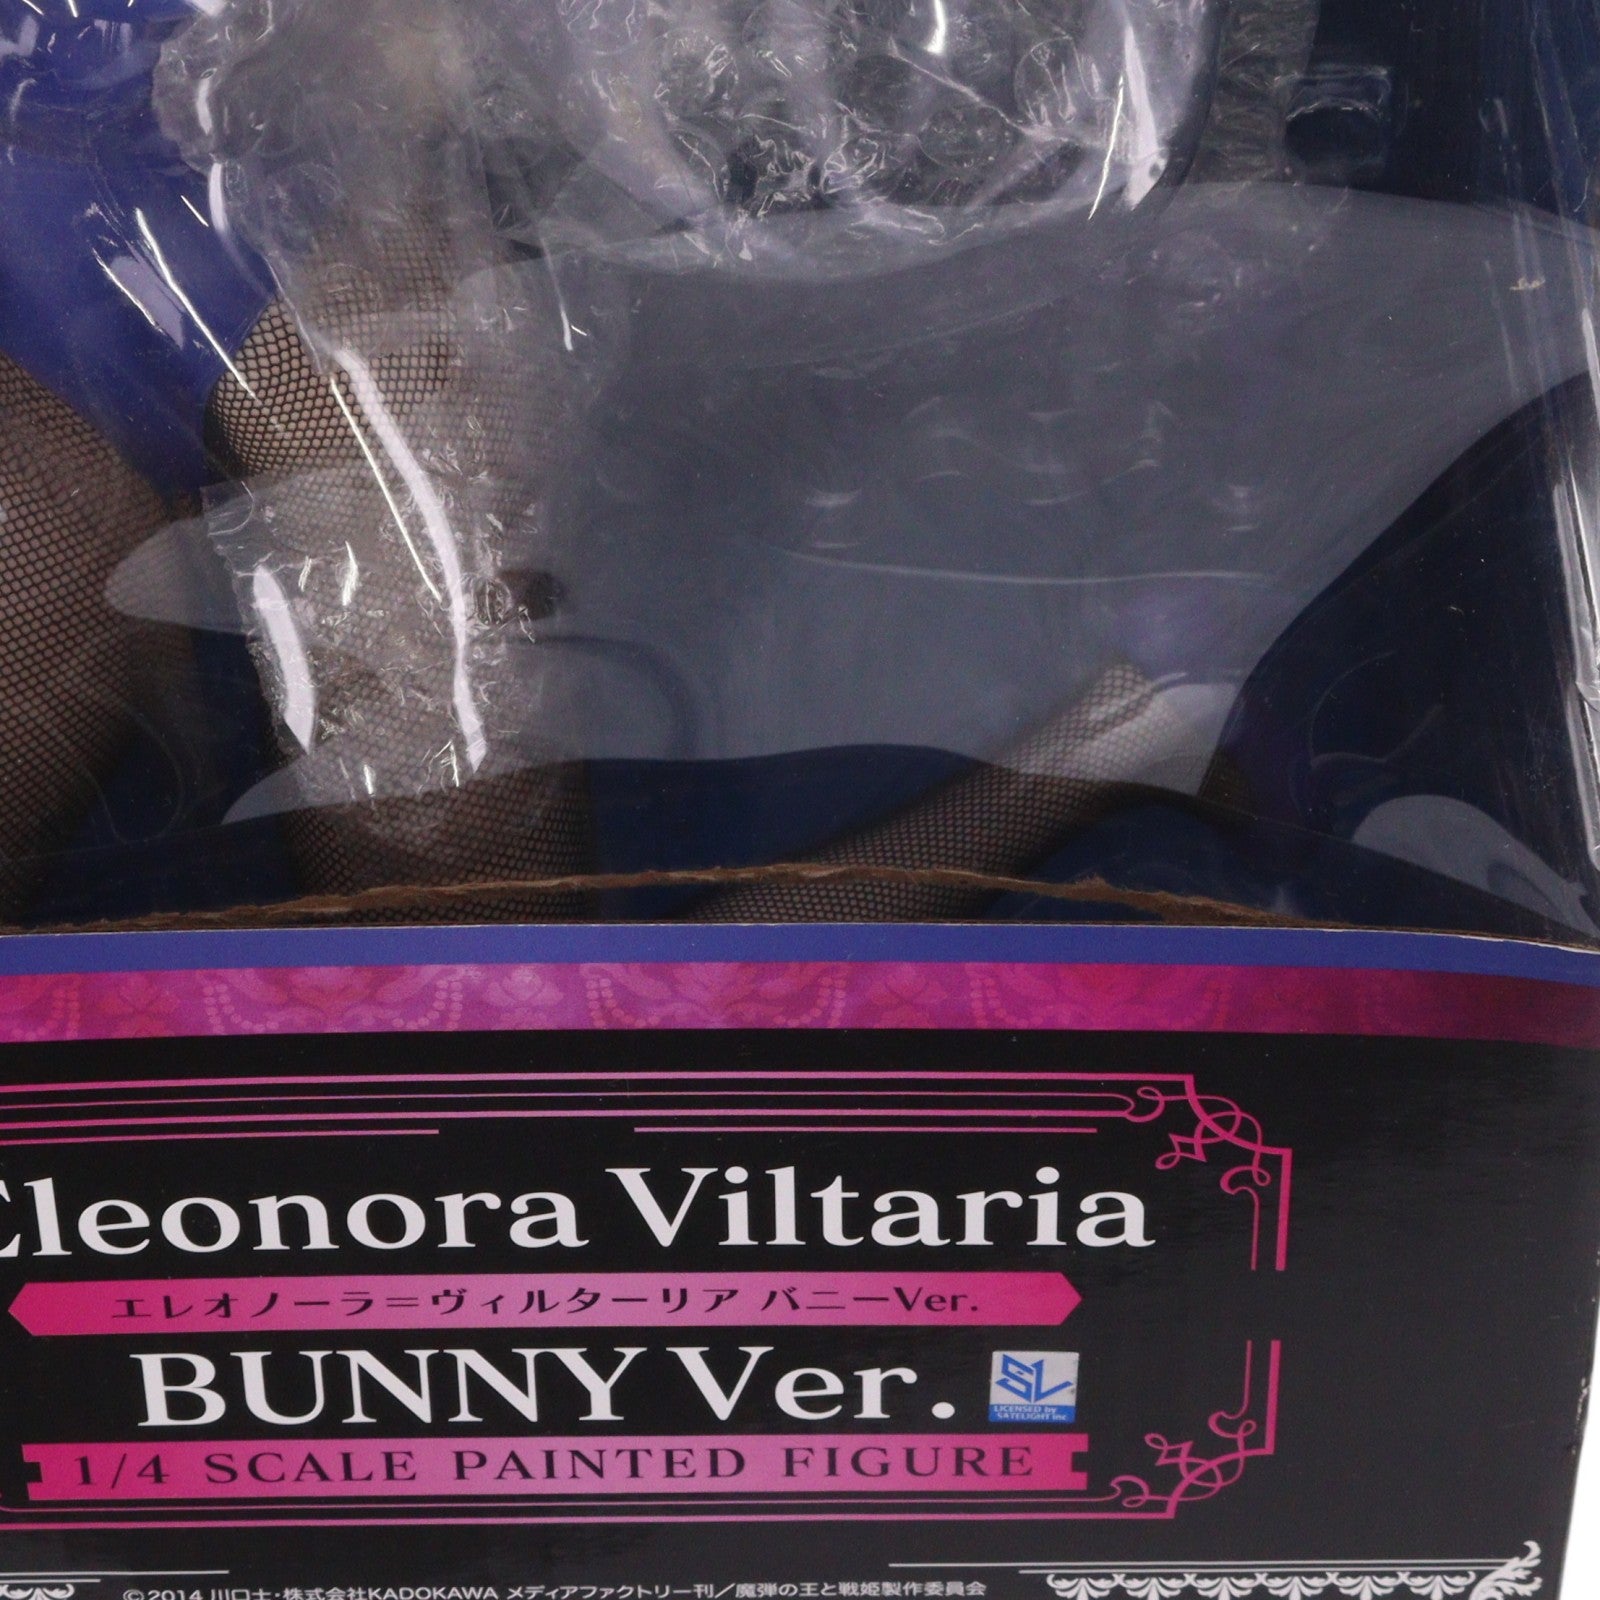 Eleonora Viltaria
エレオノーラ＝ヴィルターリア バニーVer.
BUNNY Ver.
LICENSED by
SATELIGHT Inc
1/4 SCALE PAINTED FIGURE
©2014 川口士・株式会社KADOKAWA メディアファクトリー刊／魔弾の王と戦姫製作委員会